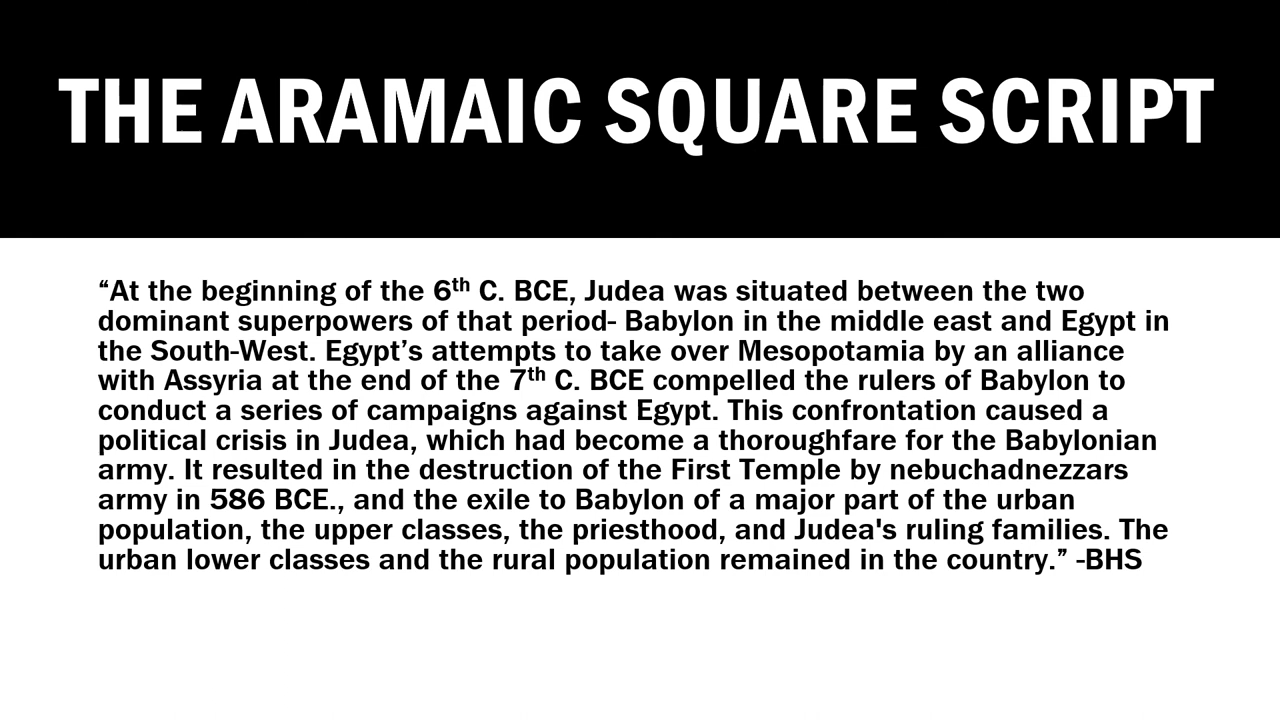 THE ARAMAIC SQUARE SCRIPT
“At the beginning of the 6th C. BCE, Judea was situated between the two
dominant superpowers of that period- Babylon in the middle east and Egypt in
the South-West. Egypt’s attempts to take over Mesopotamia by an alliance
with Assyria at the end of the 7th C. BCE compelled the rulers of Babylon to
conduct a series of campaigns against Egypt. This confrontation caused a
political crisis in Judea, which had become a thoroughfare for the Babylonian
army. It resulted in the destruction of the First Temple by nebuchadnezzars
army in 586 BCE., and the exile to Babylon of a major part of the urban
population, the upper classes, the priesthood, and Judea's ruling families. The
urban lower classes and the rural population remained in the country.” -BHS